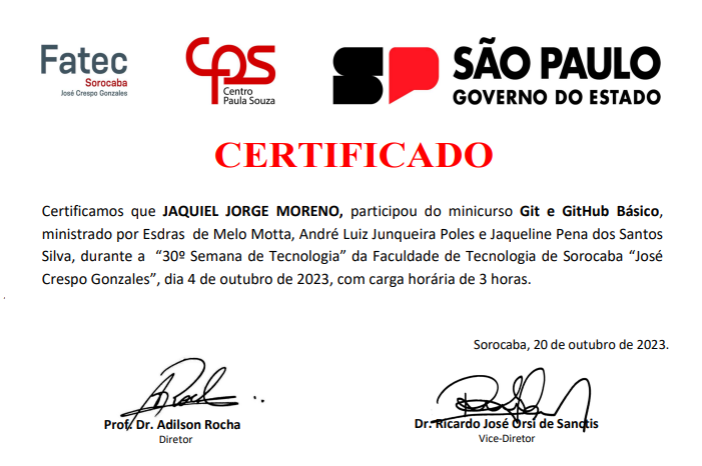 Fatec
Sorocaba
José Crespo Gonzales
CPS
Centro
Paula Souza
SP
SÃO PAULO
GOVERNO DO ESTADO
CERTIFICADO
Certificamos que JAQUIEL JORGE MORENO, participou do minicurso Git e GitHub Básico,
ministrado por Esdras de Melo Motta, André Luiz Junqueira Poles e Jaqueline Pena dos Santos
Silva, durante a “30º Semana de Tecnologia” da Faculdade de Tecnologia de Sorocaba “José
Crespo Gonzales”, dia 4 de outubro de 2023, com carga horária de 3 horas.
Sorocaba, 20 de outubro de 2023.
Prof. Dr. Adilson Rocha
Diretor
Dr. Ricardo José Orsi de Sanctis
Vice-Diretor